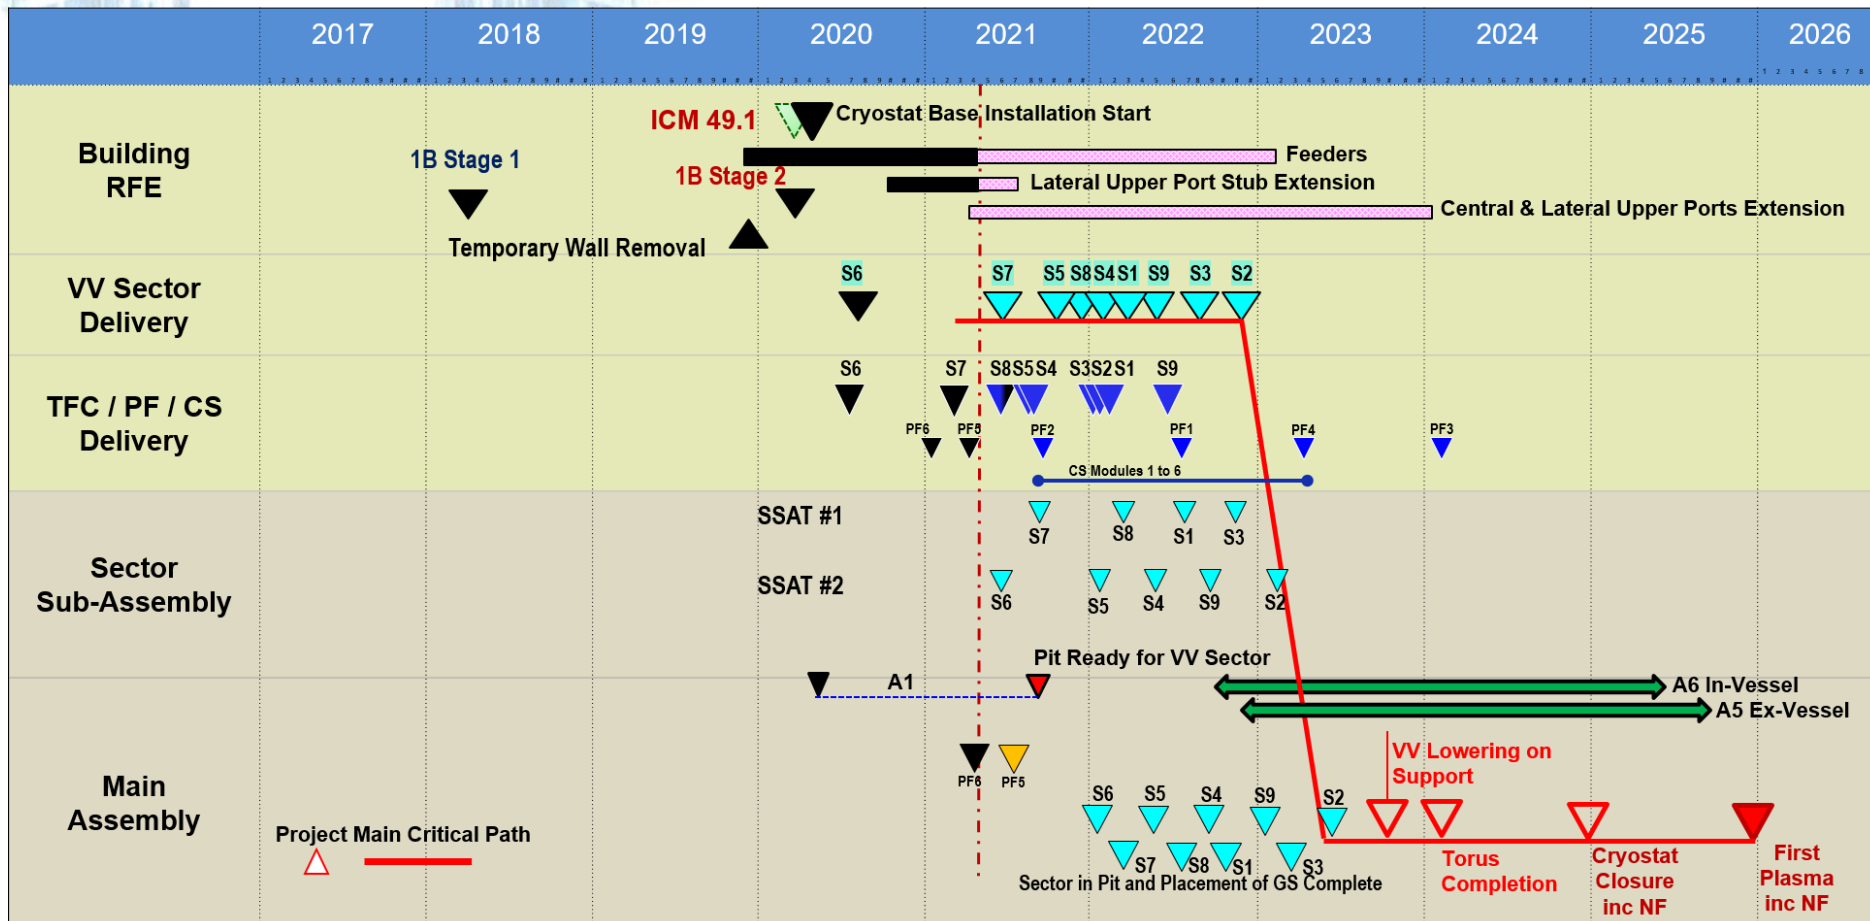 2017 2018 2019 2020 2021 2022 2023 2024 2025 2026
Building
RFE
ICM 49.1
Cryostat Base Installation Start
1B Stage 1
Feeders
1B Stage 2
Lateral Upper Port Stub Extension
Central & Lateral Upper Ports Extension
Temporary Wall Removal
VV Sector
Delivery
S6 S7 S5 S8 S4 S1 S9 S3 S2
TFC / PF / CS
Delivery
S6 S7 S8 S5 S4 S3 S2 S1 S9
PF6 PF5 PF2 PF1 PF4 PF3
CS Modules 1 to 6
Sector
Sub-Assembly
SSAT #1
S7 S8 S1 S3
SSAT #2
S6 S5 S4 S9 S2
Main
Assembly
Pit Ready for VV Sector
A1
A6 In-Vessel
A5 Ex-Vessel
PF6 PF5
VV Lowering on
Support
S6 S5 S4 S9 S2
S7 S8 S1 S3
Sector in Pit and Placement of GS Complete
Project Main Critical Path
Torus
Completion
Cryostat
Closure
inc NF
First
Plasma
inc NF